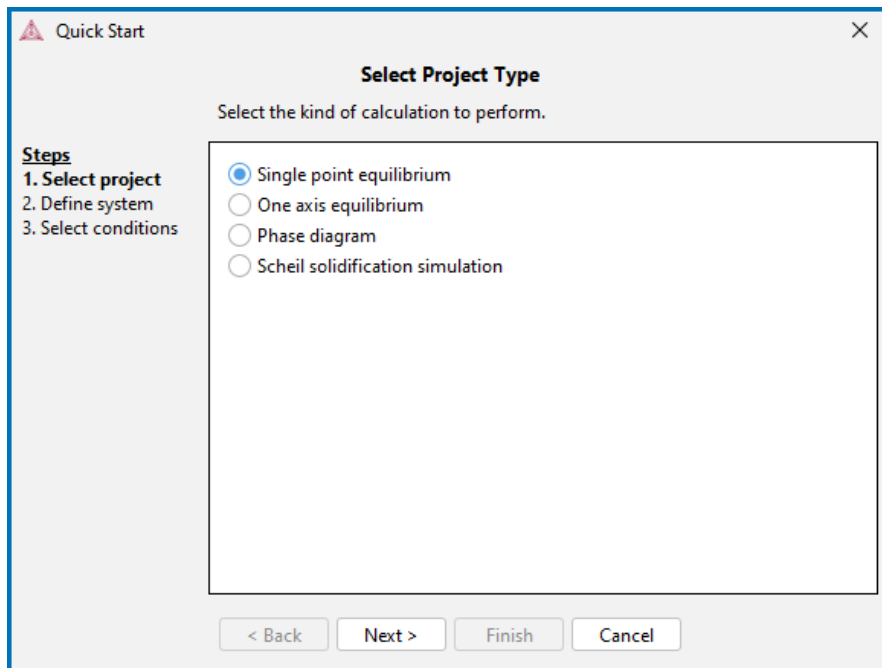 Quick Start
Select Project Type
Select the kind of calculation to perform.
Steps
1. Select project
2. Define system
3. Select conditions
Single point equilibrium
One axis equilibrium
Phase diagram
Scheil solidification simulation
< Back Next > Finish Cancel